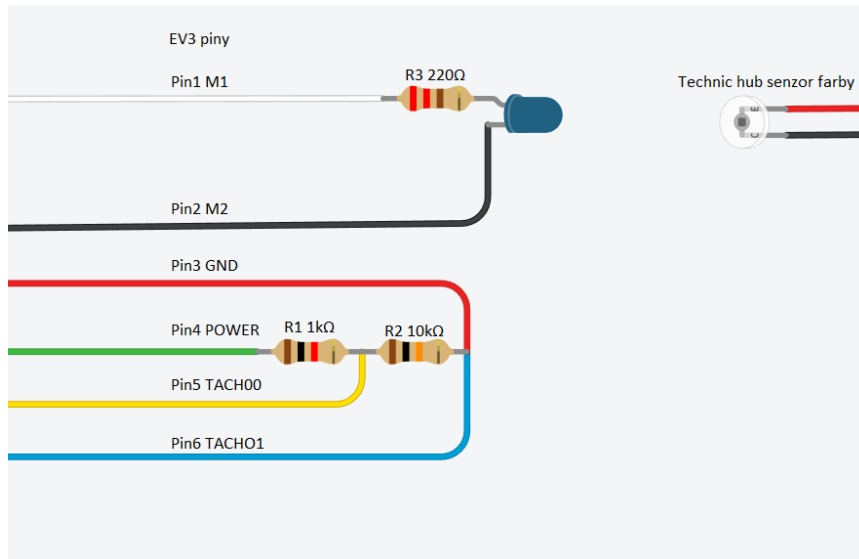 EV3 piny
Pin1 M1
R3 220Ω
Technic hub senzor farby
E
C
Pin2 M2
Pin3 GND
Pin4 POWER
R1 1kΩ
R2 10kΩ
Pin5 TACH00
Pin6 TACHO1